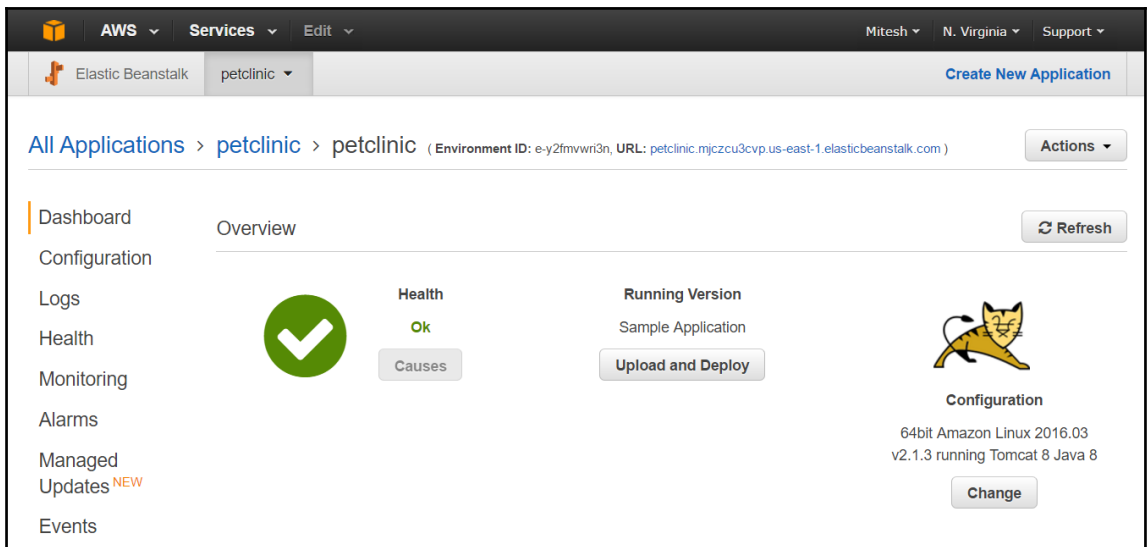 AWS Services Edit Mitesh N. Virginia Support
Elastic Beanstalk petclinic Create New Application
All Applications > petclinic > petclinic ( Environment ID: e-y2fmvwri3n, URL: petclinic.mjczcu3cvp.us-east-1.elasticbeanstalk.com ) Actions
Dashboard
Configuration
Logs
Health
Monitoring
Alarms
Managed
Updates NEW
Events
Overview Refresh
Health
Ok
Causes
Running Version
Sample Application
Upload and Deploy
Configuration
64bit Amazon Linux 2016.03
v2.1.3 running Tomcat 8 Java 8
Change